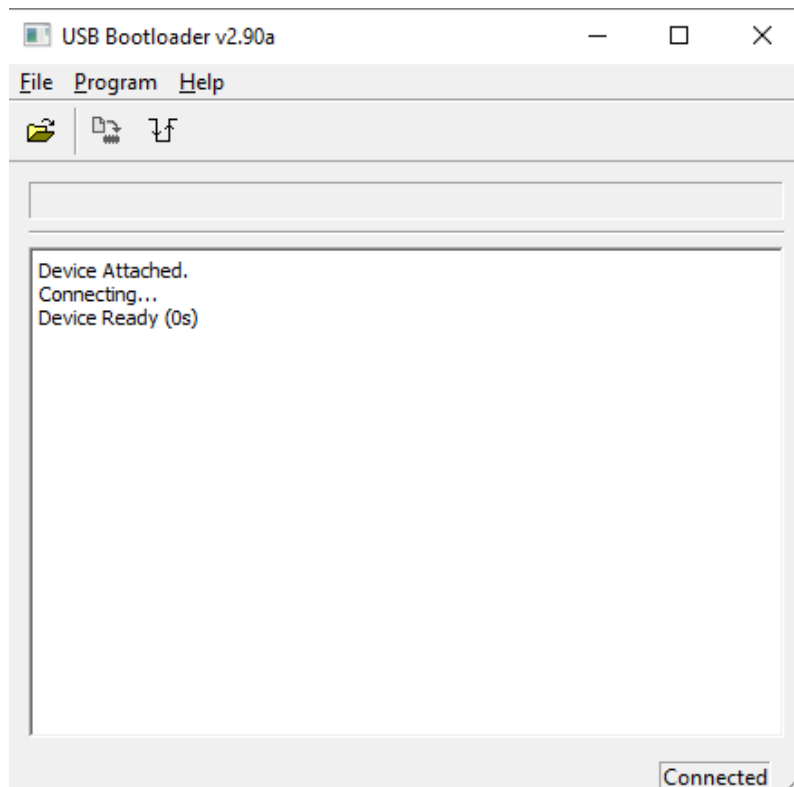 USB Bootloader v2.90a
File Program Help
Device Attached.
Connecting...
Device Ready (0s)
Connected